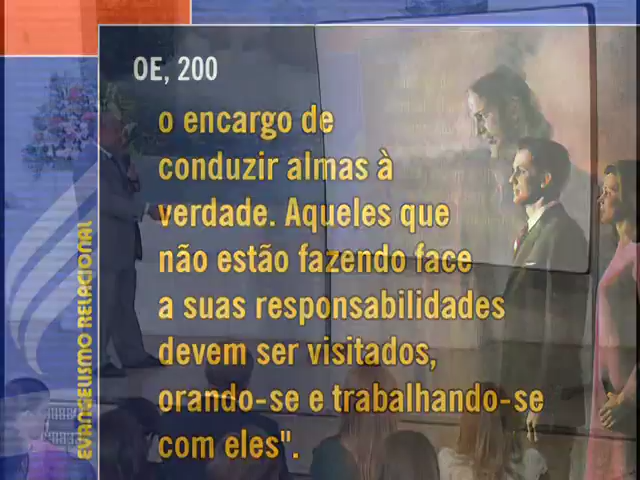 OE, 200
o encargo de
conduzir almas à
verdade. Aqueles que
não estão fazendo face
a suas responsabilidades
devem ser visitados,
orando-se e trabalhando-se
com eles".
EVANGELISMO RELACIONAL